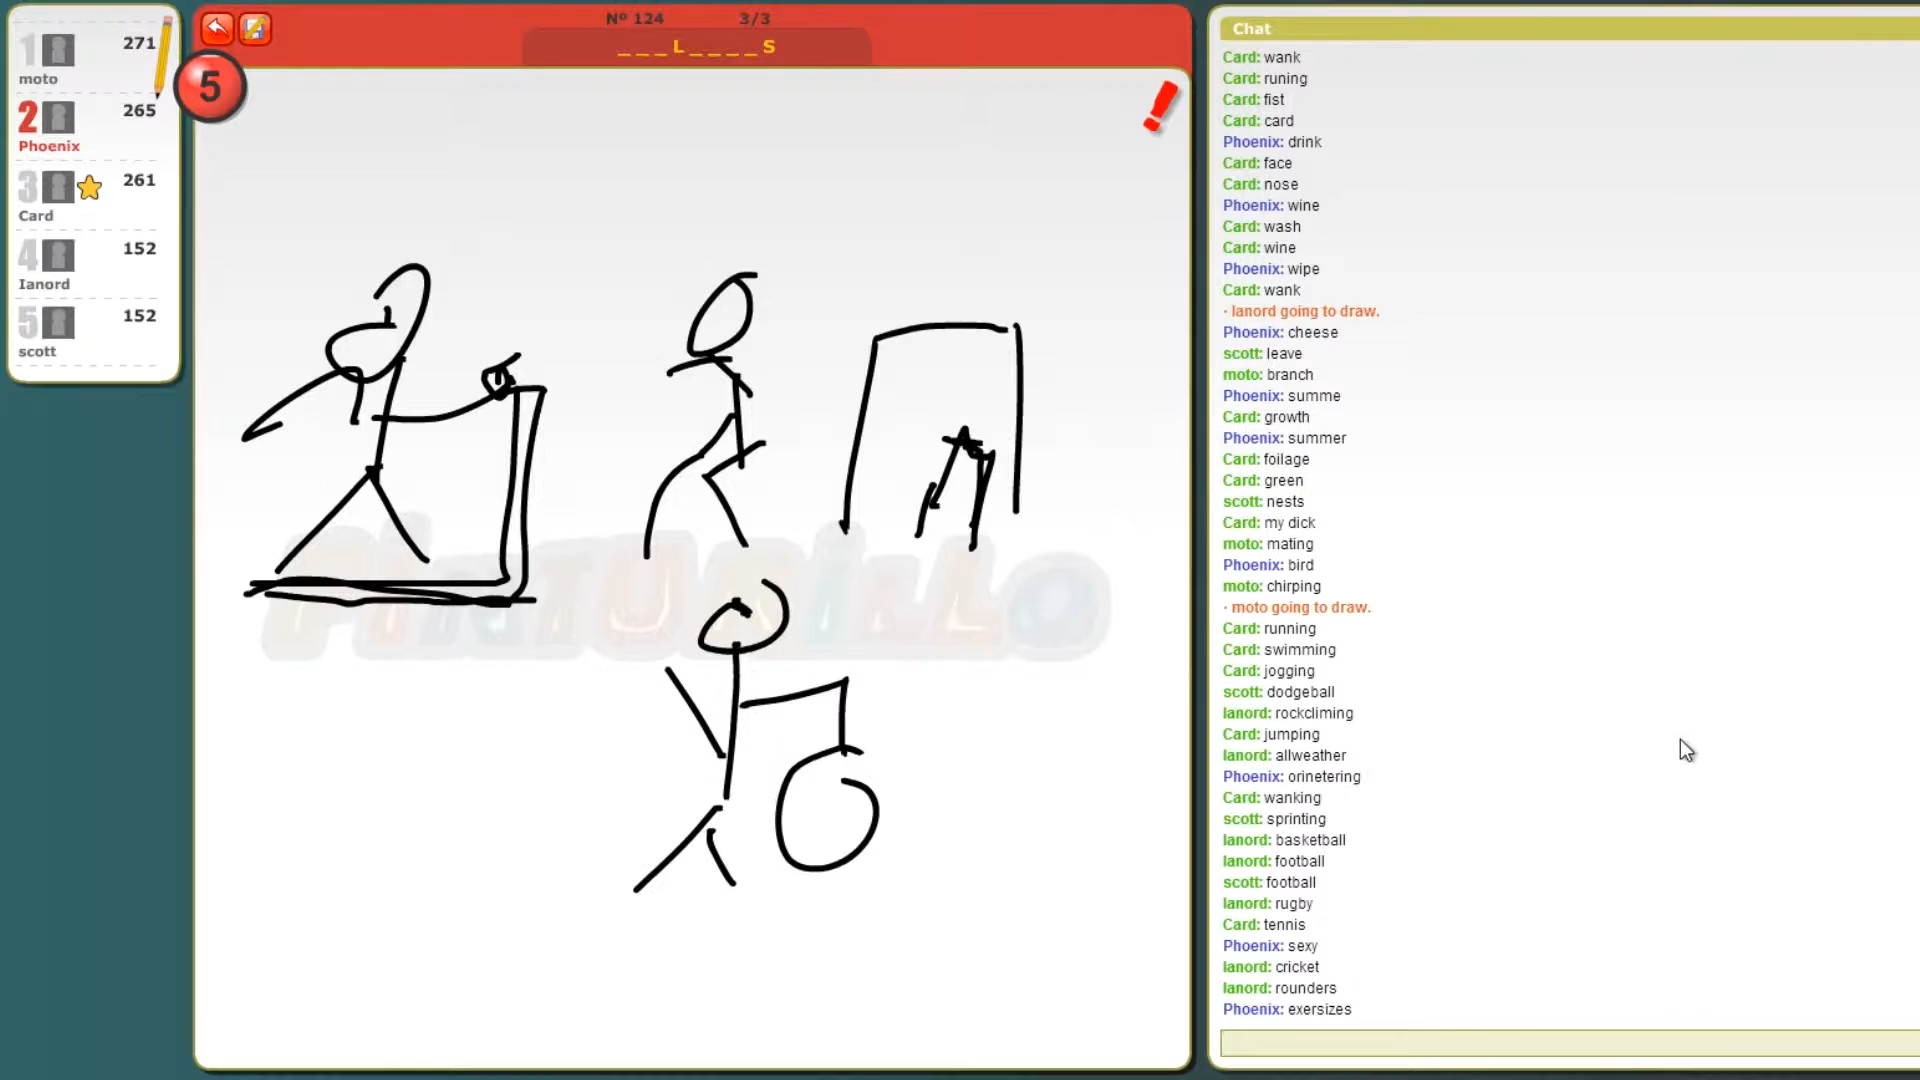 1
271
moto
2
265
Phoenix
3
261
Card
4
152
Ianord
5
152
scott
5
Nº 124
3/3
_ _ _ L _ _ _ _ S
!
PINTURILLO
Chat
Card: wank
Card: runing
Card: fist
Card: card
Phoenix: drink
Card: face
Card: nose
Phoenix: wine
Card: wash
Card: wine
Phoenix: wipe
Card: wank
· Ianord going to draw.
Phoenix: cheese
scott: leave
moto: branch
Phoenix: summe
Card: growth
Phoenix: summer
Card: foilage
Card: green
scott: nests
Card: my dick
moto: mating
Phoenix: bird
moto: chirping
· moto going to draw.
Card: running
Card: swimming
Card: jogging
scott: dodgeball
Ianord: rockcliming
Card: jumping
Ianord: allweather
Phoenix: orinetering
Card: wanking
scott: sprinting
Ianord: basketball
Ianord: football
scott: football
Ianord: rugby
Card: tennis
Phoenix: sexy
Ianord: cricket
Ianord: rounders
Phoenix: exersizes